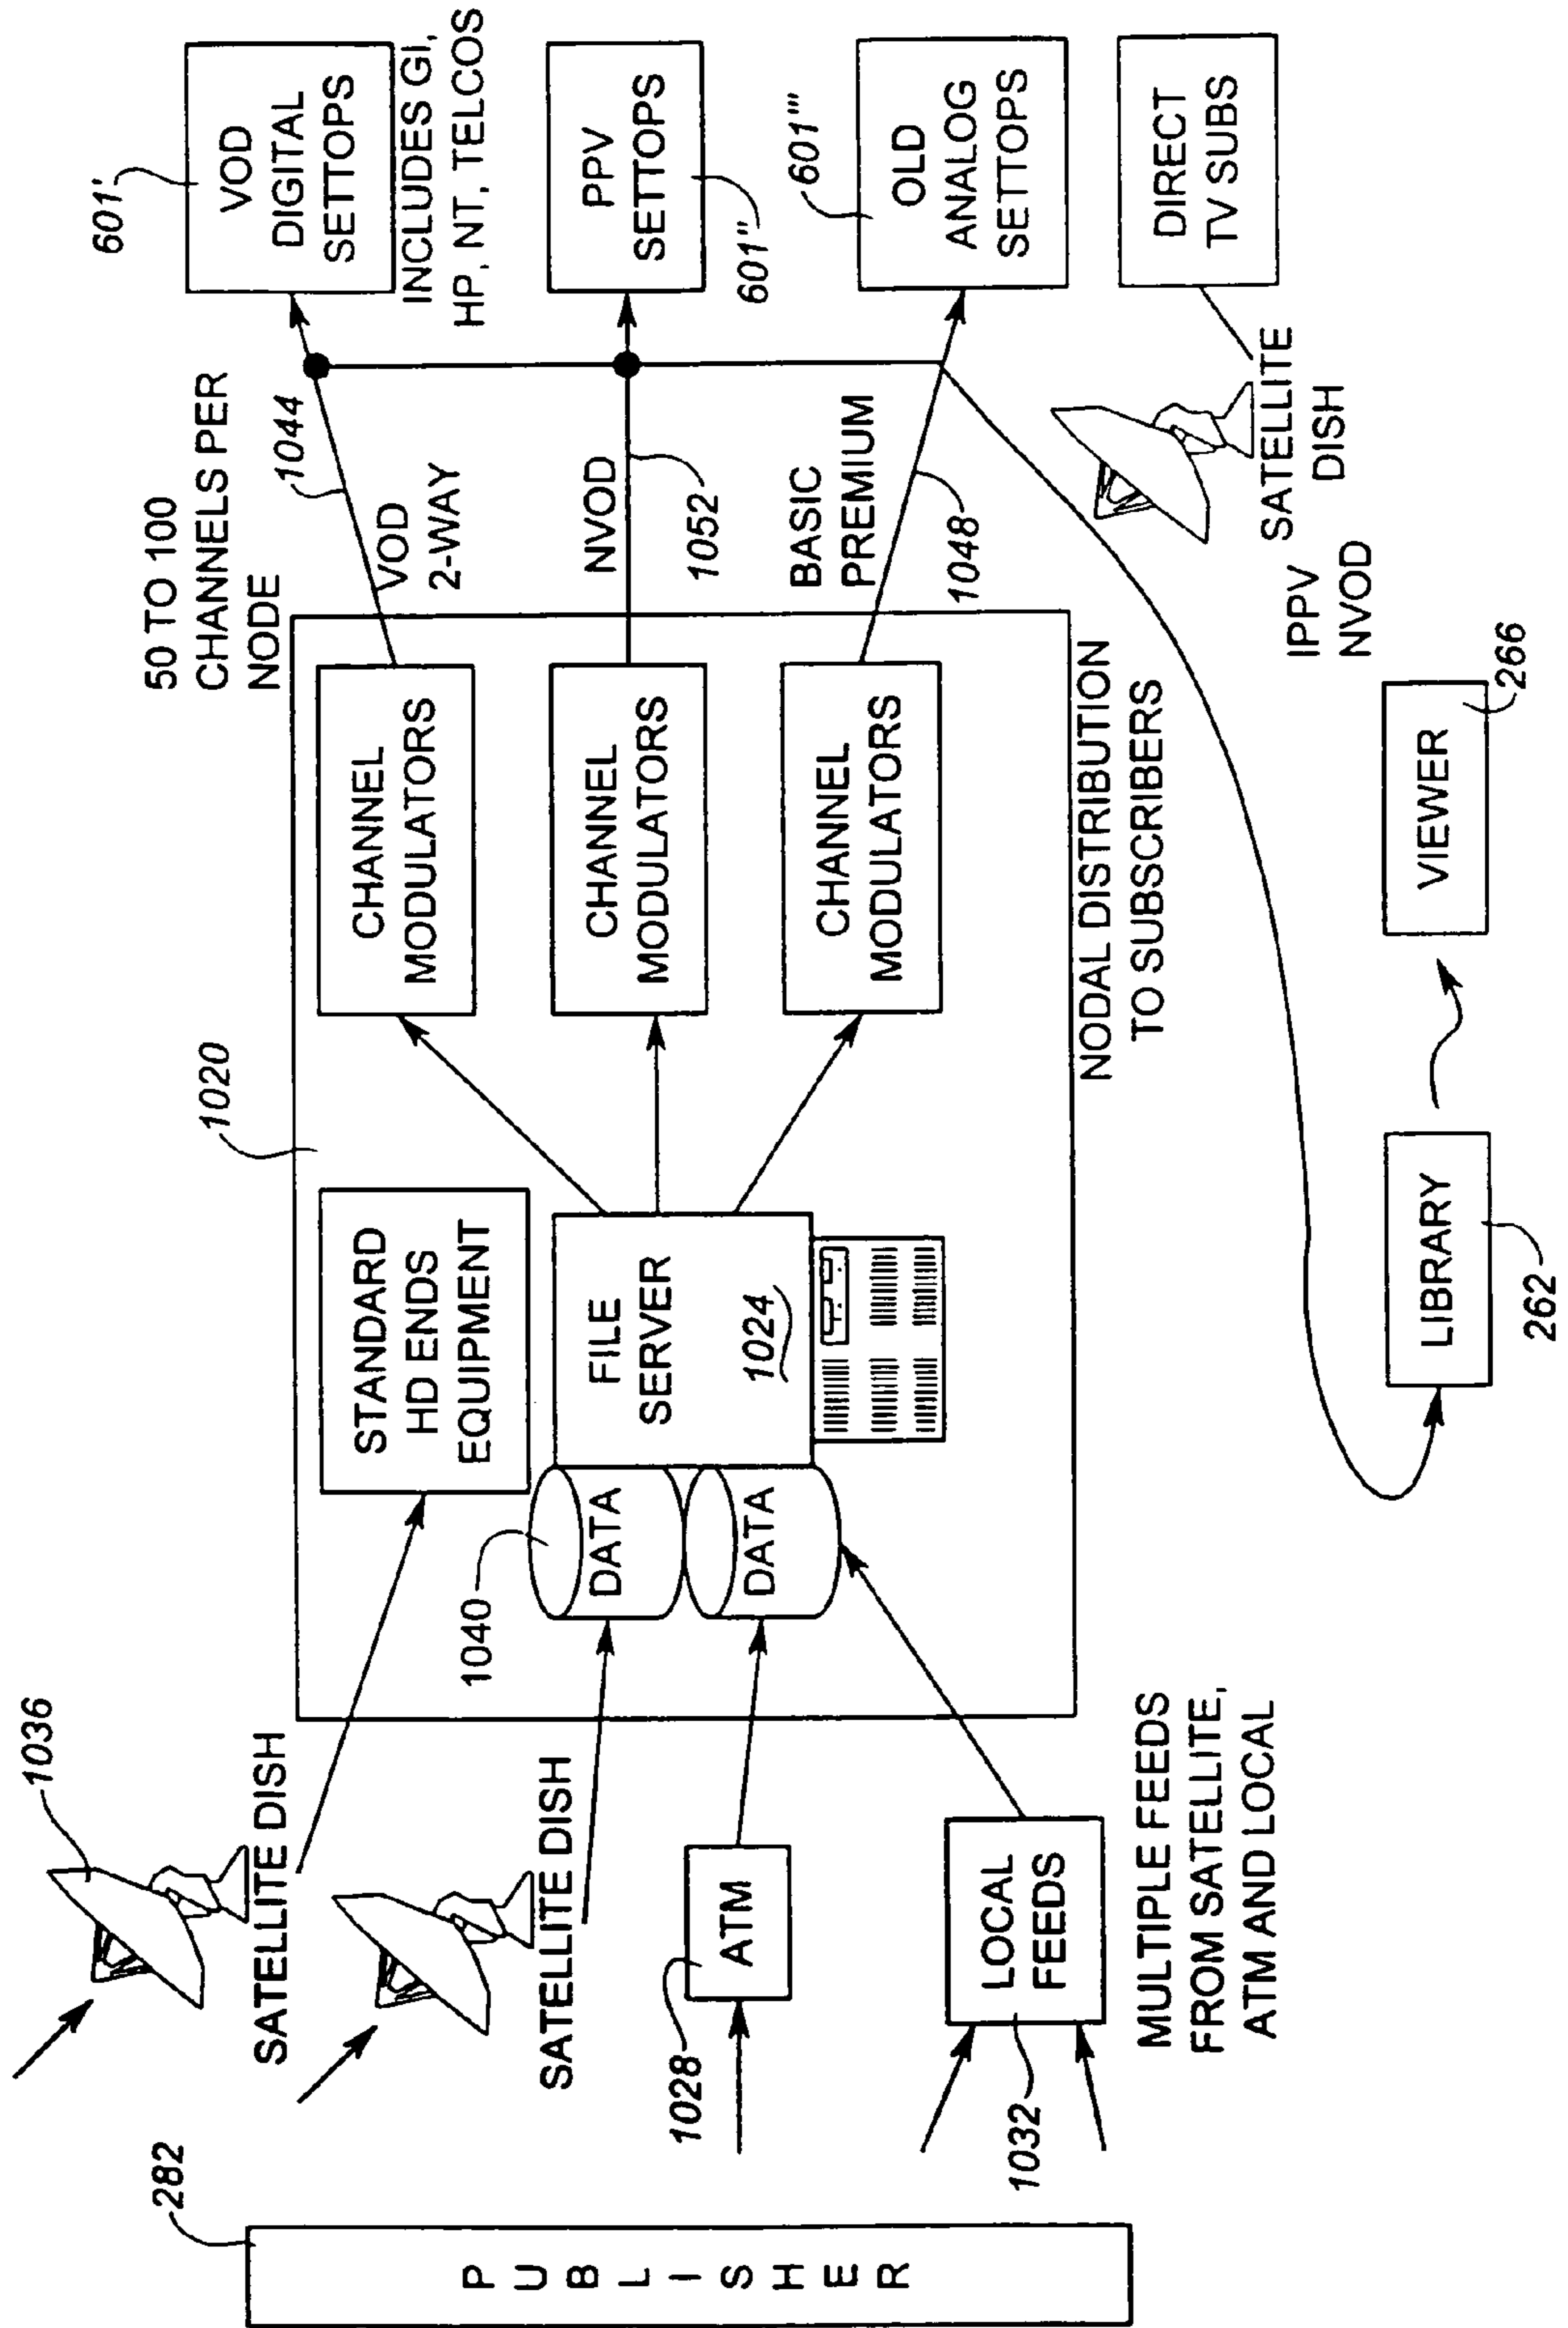 282
P U B L I S H E R
1036
SATELLITE DISH
SATELLITE DISH
1028
ATM
1032
LOCAL
FEEDS
MULTIPLE FEEDS
FROM SATELLITE,
ATM AND LOCAL
1020
STANDARD
HD ENDS
EQUIPMENT
1040
DATA
DATA
FILE
SERVER
1024
CHANNEL
MODULATORS
CHANNEL
MODULATORS
CHANNEL
MODULATORS
NODAL DISTRIBUTION
TO SUBSCRIBERS
50 TO 100
CHANNELS PER
NODE
1044
VOD
2-WAY
NVOD
1052
BASIC
PREMIUM
1048
601'
VOD
DIGITAL
SETTOPS
INCLUDES GI,
HP, NT, TELCOS
PPV
SETTOPS
601''
601'''
OLD
ANALOG
SETTOPS
DIRECT
TV SUBS
SATELLITE
DISH
IPPV
NVOD
LIBRARY
262
VIEWER
266